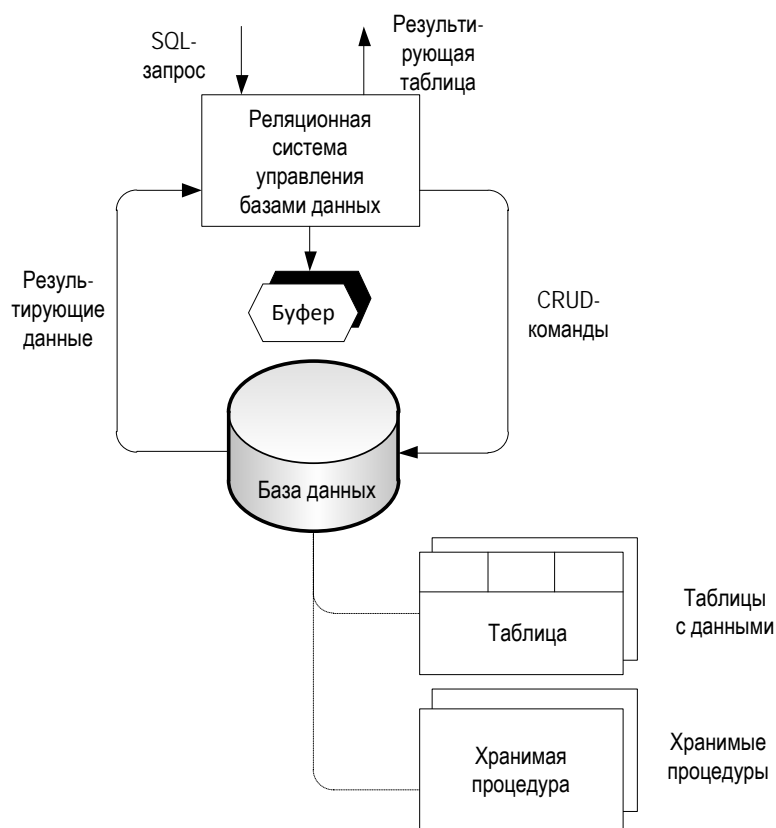 SQL-
запрос
Результи-
рующая
таблица
Реляционная
система
управления
базами данных
Резуль-
тирующие
данные
Буфер
CRUD-
команды
База данных
Таблица
Таблицы
с данными
Хранимая
процедура
Хранимые
процедуры